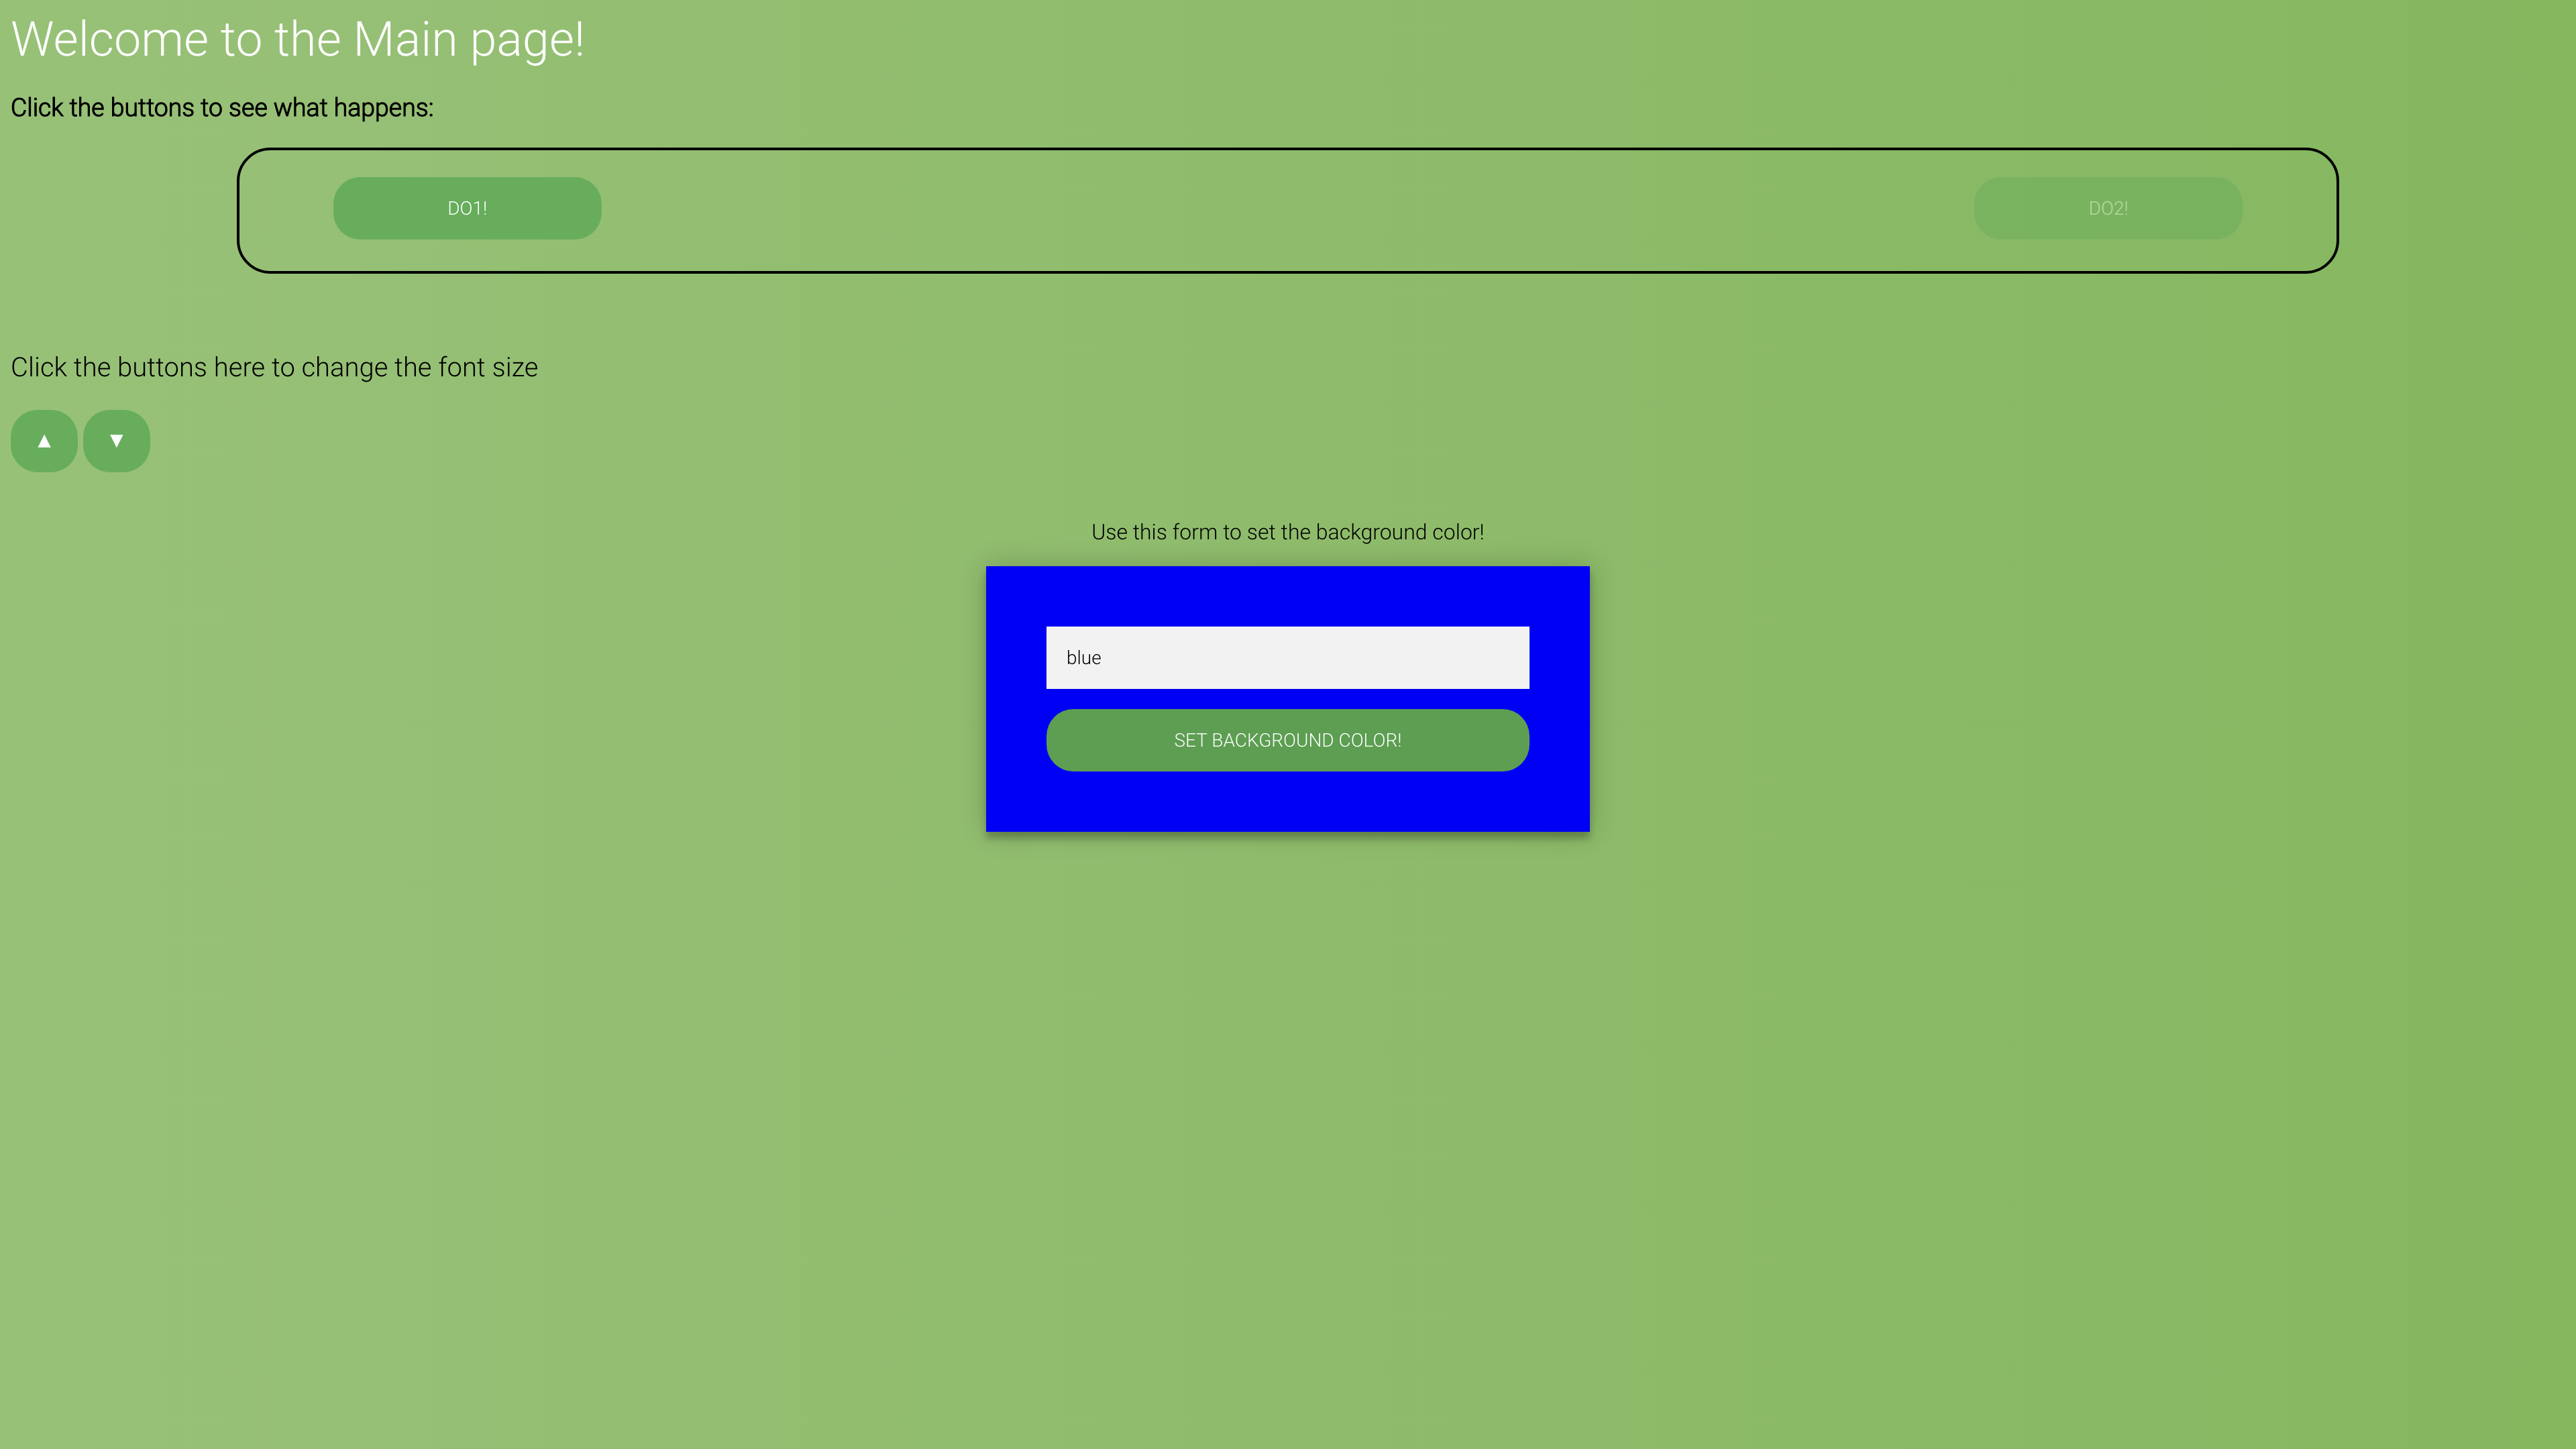 Welcome to the Main page!
Click the buttons to see what happens:
DO1!
DO2!
Click the buttons here to change the font size
▲ ▼
Use this form to set the background color!
blue
SET BACKGROUND COLOR!